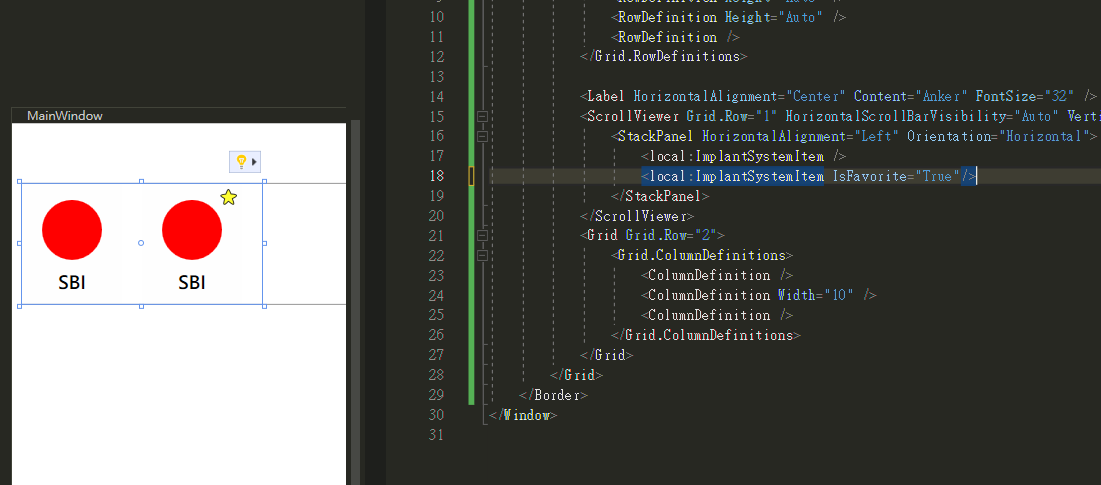 MainWindow
SBI
SBI
10 <RowDefinition Height="Auto" />
11 <RowDefinition />
12 </Grid.RowDefinitions>
13
14 <Label HorizontalAlignment="Center" Content="Anker" FontSize="32" />
15 <ScrollViewer Grid.Row="1" HorizontalScrollBarVisibility="Auto" Verti
16 <StackPanel HorizontalAlignment="Left" Orientation="Horizontal">
17 <local:ImplantSystemItem />
18 <local:ImplantSystemItem IsFavorite="True"/>
19 </StackPanel>
20 </ScrollViewer>
21 <Grid Grid.Row="2">
22 <Grid.ColumnDefinitions>
23 <ColumnDefinition />
24 <ColumnDefinition Width="10" />
25 <ColumnDefinition />
26 </Grid.ColumnDefinitions>
27 </Grid>
28 </Grid>
29 </Border>
30 </Window>
31